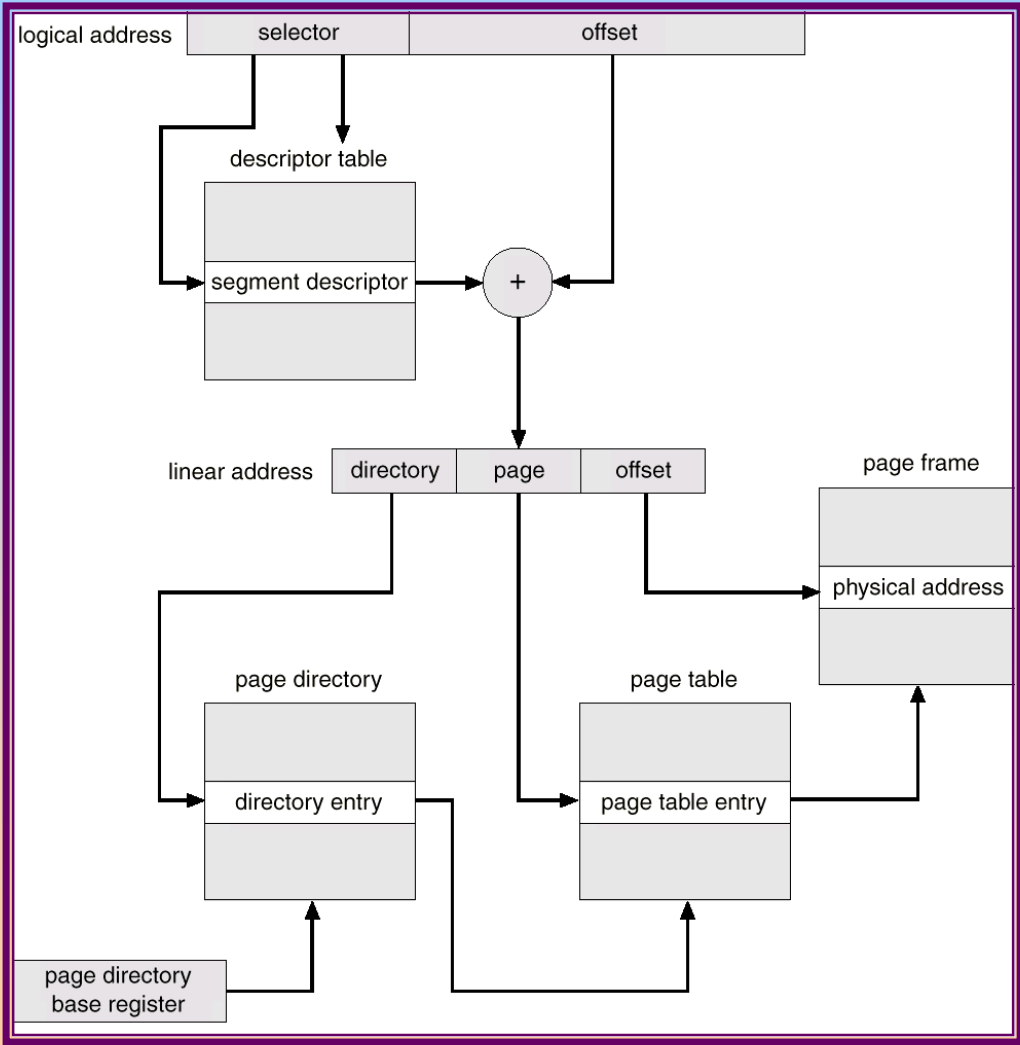 logical address
selector
offset
descriptor table
segment descriptor
+
linear address
directory
page
offset
page frame
physical address
page directory
page table
directory entry
page table entry
page directory
base register